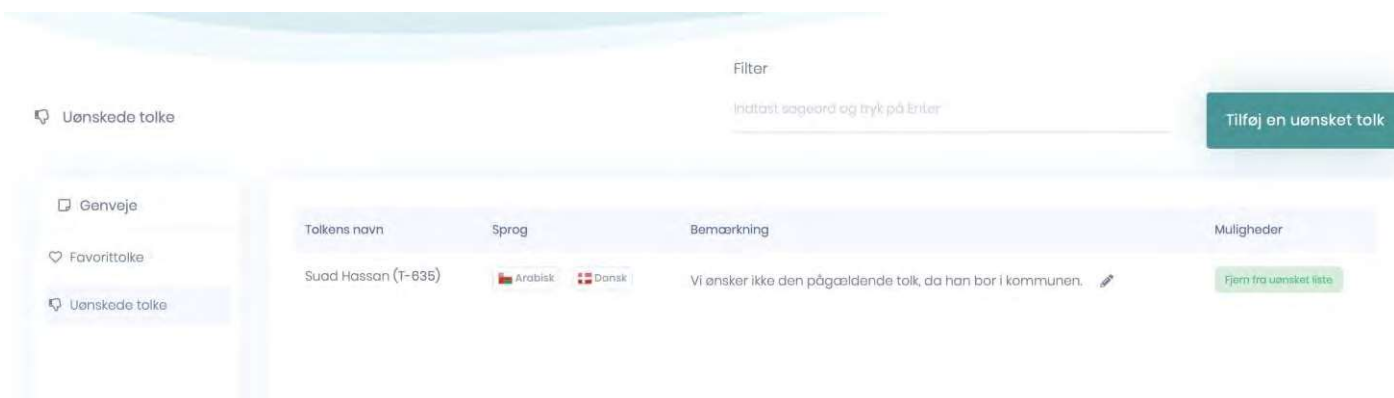 Filter
Indtast søgeord og tryk på Enter
Uønskede tolke
Tilføj en uønsket tolk
Genveje
Favorittolke
Uønskede tolke
Tolkens navn Sprog Bemærkning Muligheder
Suad Hassan (T-635) Arabisk Dansk Vi ønsker ikke den pågældende tolk, da han bor i kommunen. Fjern fra uønsket liste